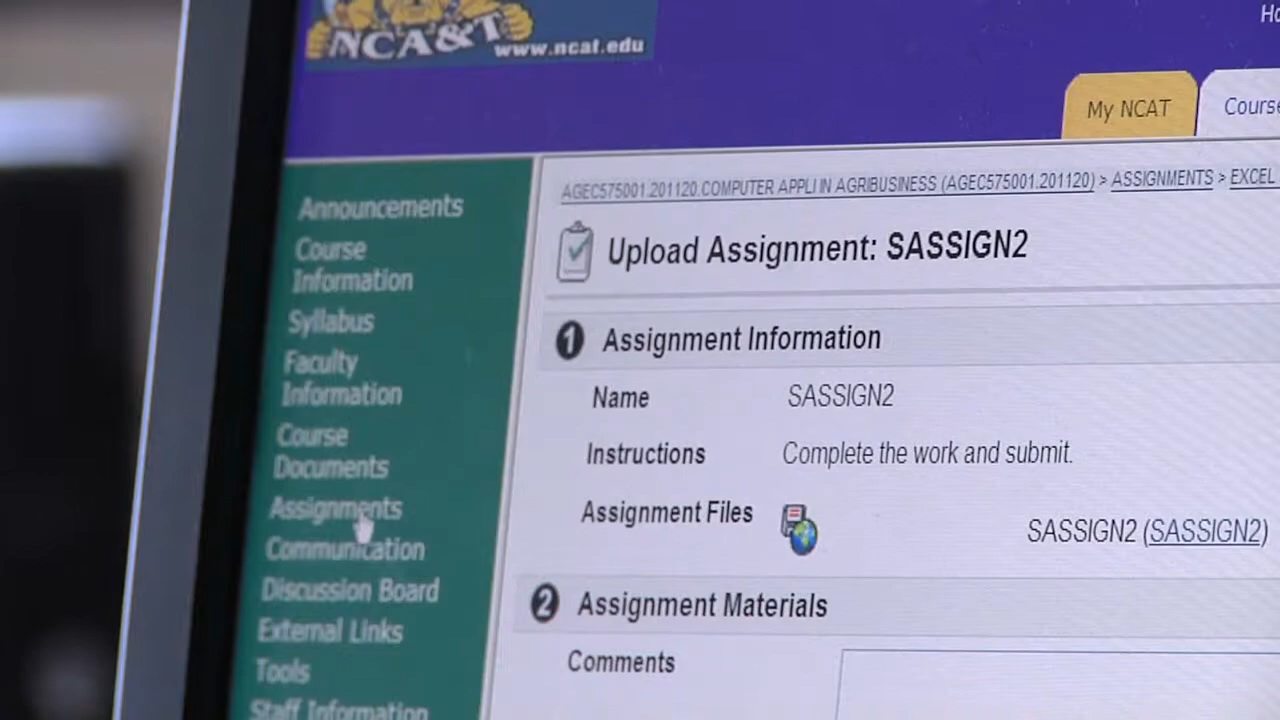 NCA&T
www.ncat.edu
My NCAT
Announcements
Course
Information
Syllabus
Faculty
Information
Course
Documents
Assignments
Communication
Discussion Board
External Links
Tools
Staff Information
AGEC575001.201120.COMPUTER APPLI IN AGRIBUSINESS (AGEC575001.201120) > ASSIGNMENTS > EXCEL
Upload Assignment: SASSIGN2
1 Assignment Information
Name SASSIGN2
Instructions Complete the work and submit.
Assignment Files SASSIGN2 (SASSIGN2)
2 Assignment Materials
Comments